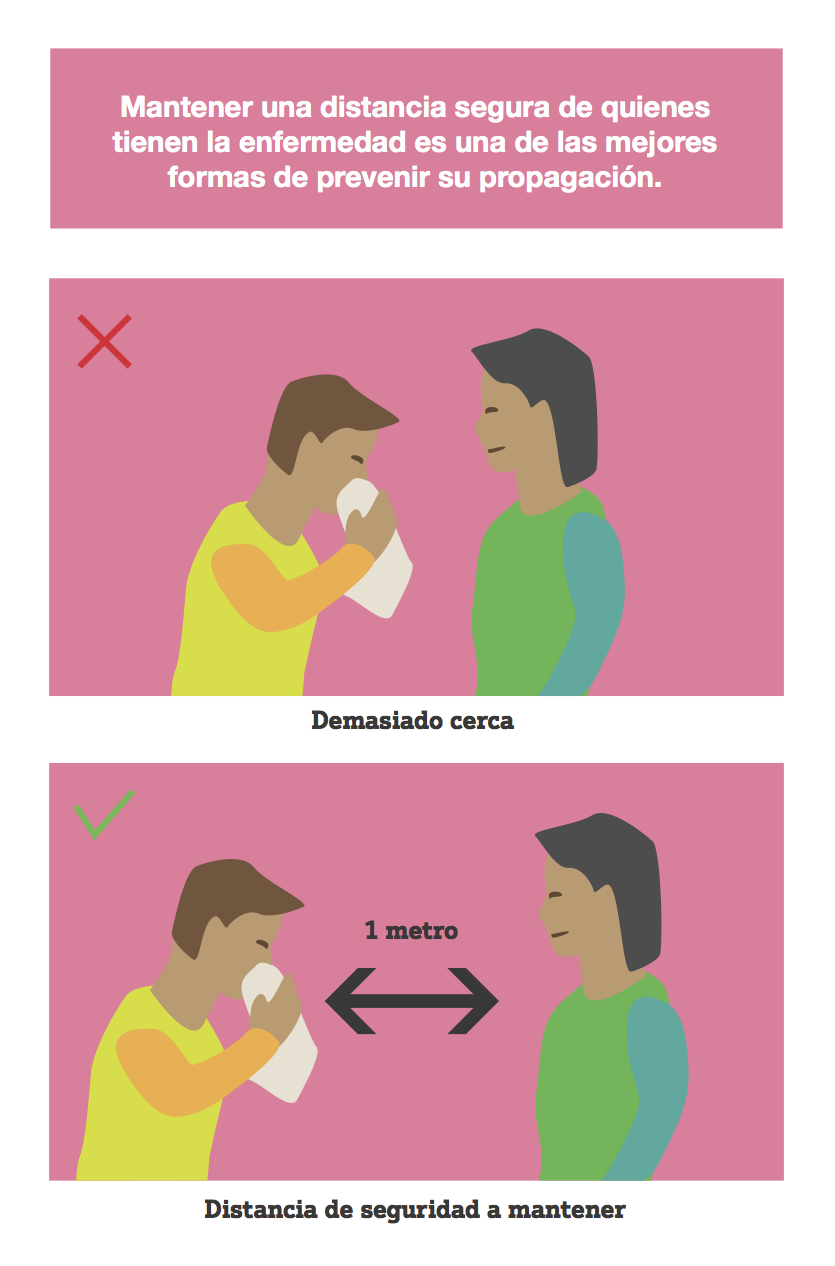 Mantener una distancia segura de quienes
tienen la enfermedad es una de las mejores
formas de prevenir su propagación.
Demasiado cerca
1 metro
Distancia de seguridad a mantener